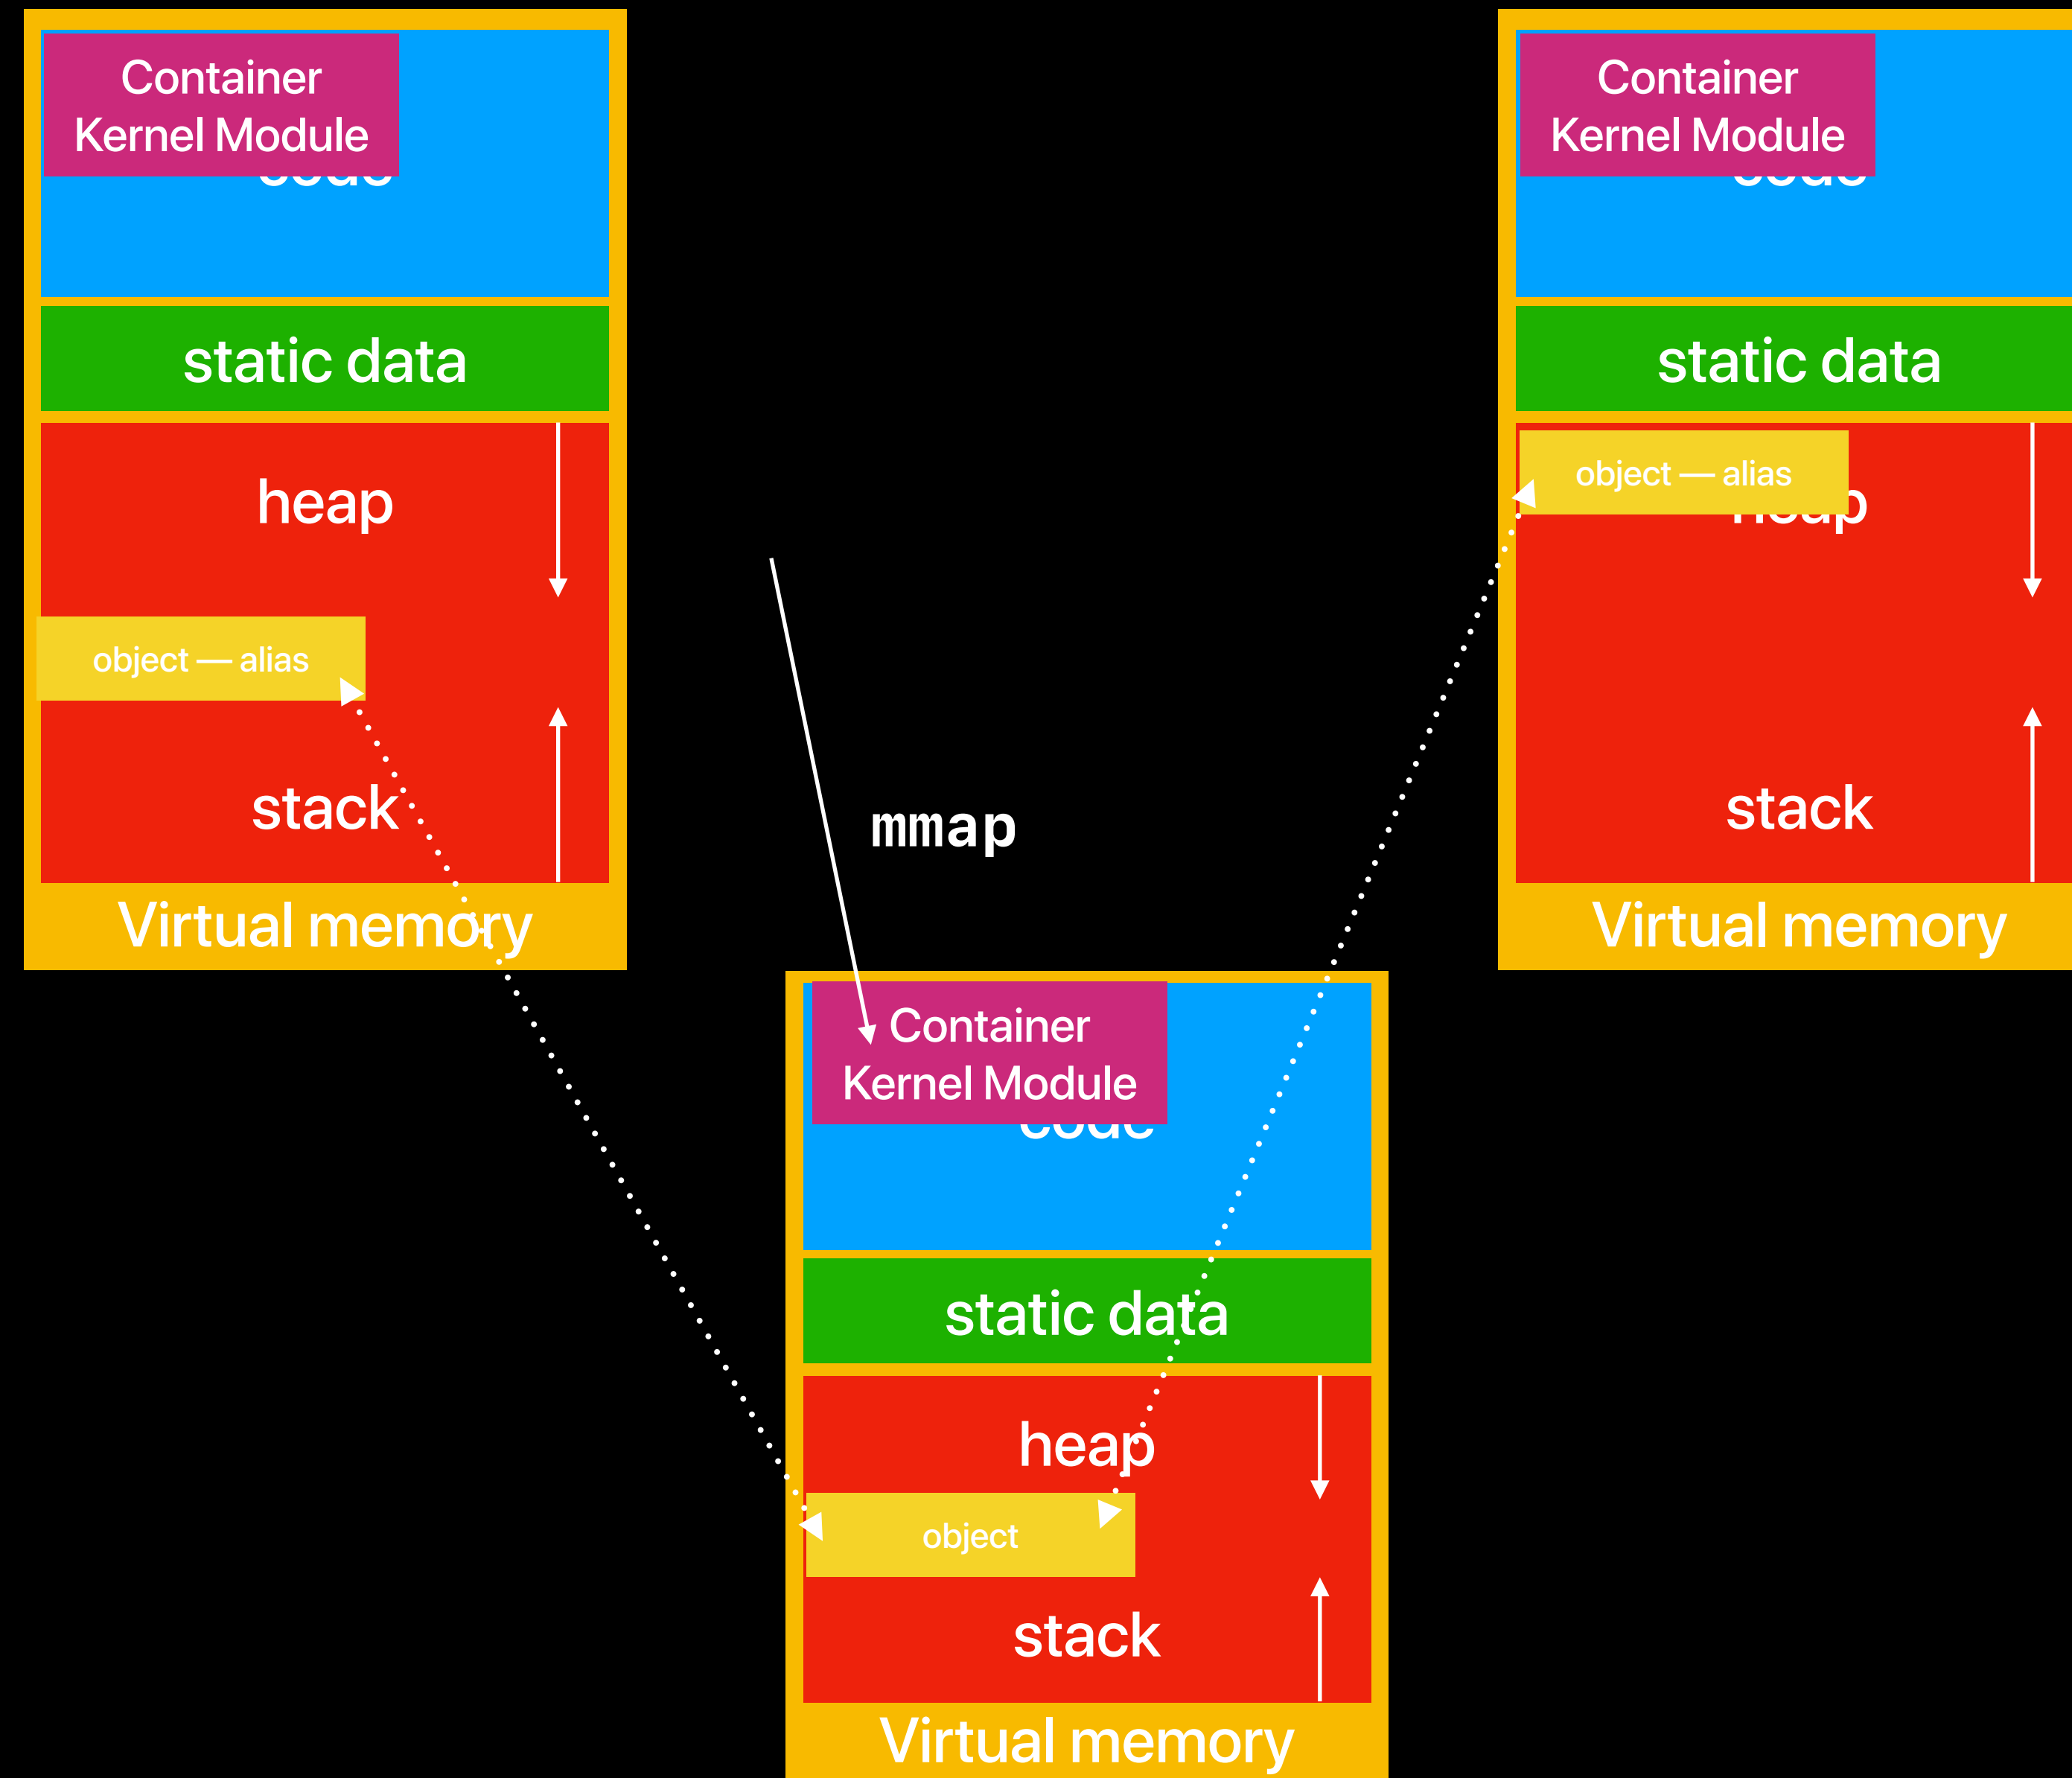 Container
Kernel Module
static data
heap
object — alias
stack
Virtual memory
mmap
Container
Kernel Module
static data
object — alias
stack
Virtual memory
Container
Kernel Module
static data
heap
object
stack
Virtual memory